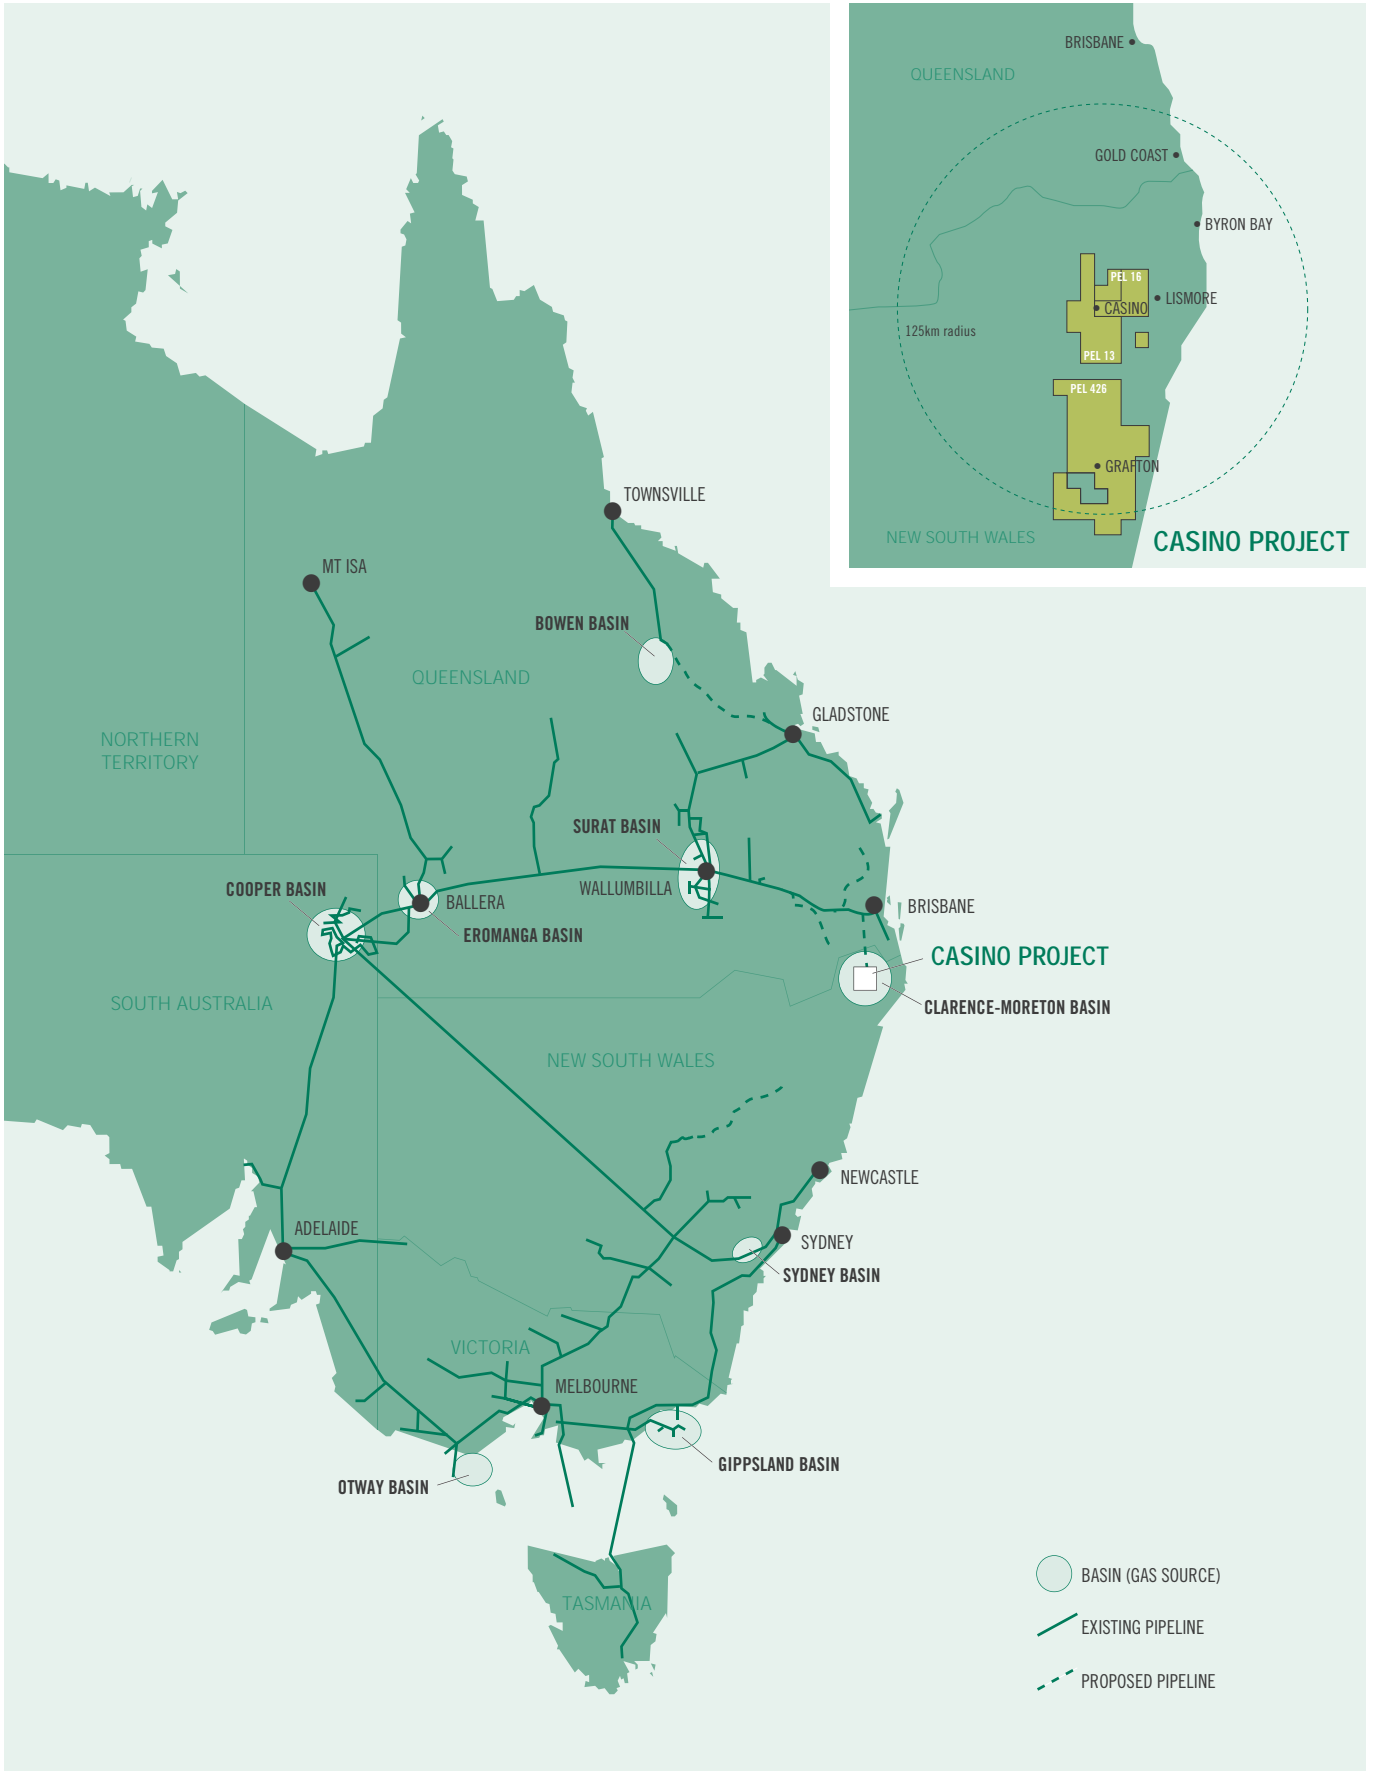 BRISBANE
QUEENSLAND
GOLD COAST
BYRON BAY
PEL 16
LISMORE
CASINO
125km radius
PEL 13
PEL 426
GRAFTON
NEW SOUTH WALES
CASINO PROJECT
TOWNSVILLE
MT ISA
BOWEN BASIN
QUEENSLAND
GLADSTONE
NORTHERN
TERRITORY
SURAT BASIN
COOPER BASIN
WALLUMBILLA
BALLERA
BRISBANE
EROMANGA BASIN
CASINO PROJECT
SOUTH AUSTRALIA
CLARENCE-MORETON BASIN
NEW SOUTH WALES
NEWCASTLE
ADELAIDE
SYDNEY
SYDNEY BASIN
VICTORIA
MELBOURNE
GIPPSLAND BASIN
OTWAY BASIN
BASIN (GAS SOURCE)
TASMANIA
EXISTING PIPELINE
PROPOSED PIPELINE